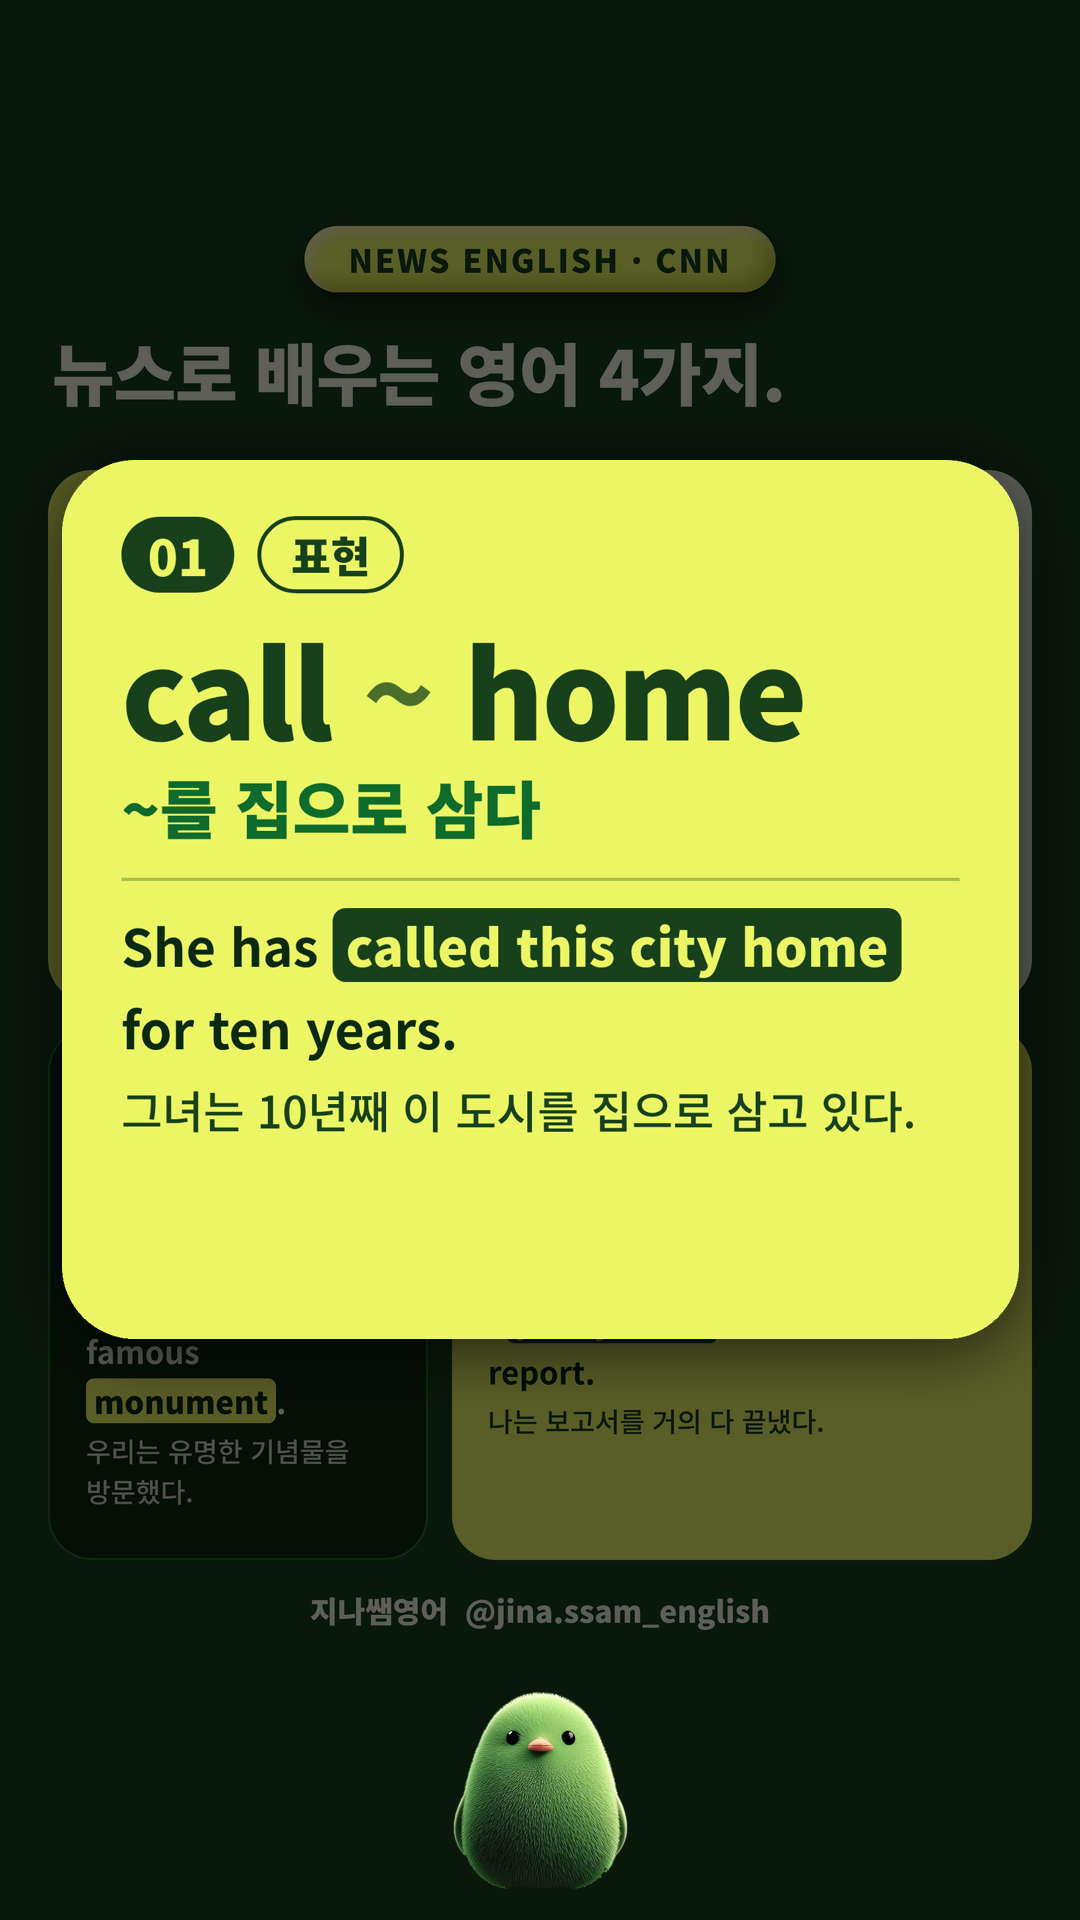 NEWS ENGLISH · CNN
뉴스로 배우는 영어 4가지.
01 표현
call ~ home
~를 집으로 삼다
She has called this city home
for ten years.
그녀는 10년째 이 도시를 집으로 삼고 있다.
famous
monument.
우리는 유명한 기념물을
방문했다.
report.
나는 보고서를 거의 다 끝냈다.
지나쌤영어 @jina.ssam_english